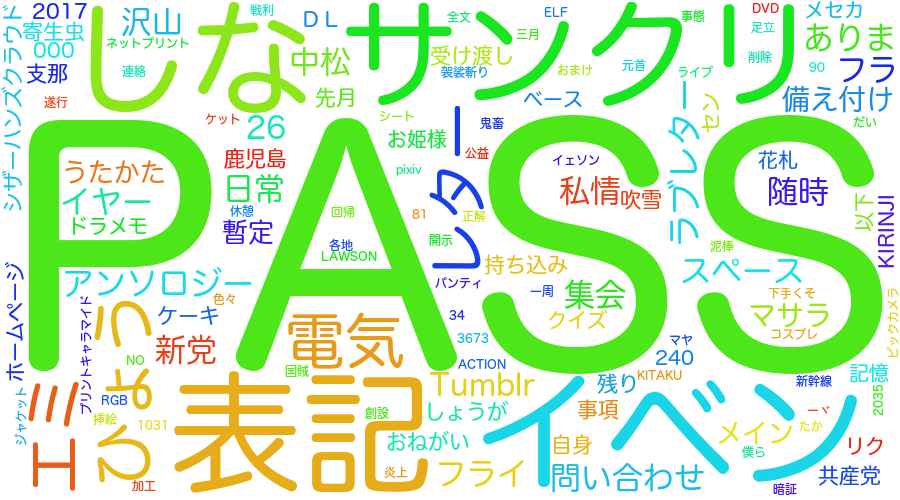 2017
寄生虫
000
支那
沢山
ネットプリント
連絡
戦利
ＤＬ
中松
先月
しな
サンクリ
全文
ELF
三月
受け渡し
袈裟斬り
おまけ
元首
事態
ライブ
DVD
足立
削除
90
メセカ
ありま
フラ
備え付け
だい
シザーハンズクラウド
遂行
ケット
26
鹿児島
シート
お姫様
pixiv
ベース
鬼畜
公益
イェソン
セン
ラブレター
花札
随時
以下
KIRINJI
PASS
うたかた
イヤー
ドラメモ
日常
休憩
暫定
回帰
各地
LAWSON
81
正解
開示
レター
私情
吹雪
泥棒
アンソロジー
色々
持ち込み
パンティ
一周
集会
クイズ
スペース
下手くそ
マサラ
コスプレ
ビックカメラ
ホームページ
プリントキャラマイド
ひょう
ケーキ
新党
電気
34
3673
マヤ
240
ACTION
KITAKU
国賊
NO
RGB
ジャケット
エミ
挿絵
1031
加工
表記
創設
炎上
Tumblr
しょうが
おねがい
フライ
イベン
残り
事項
自身
問い合わせ
新幹線
記憶
2035
メイン
たか
僕ら
リク
共産党
暗証